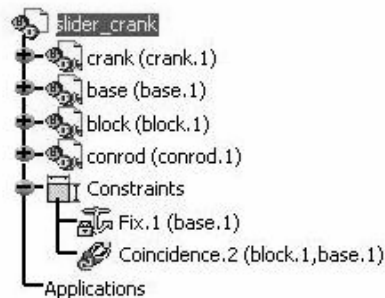 slider_crank
crank (crank.1)
base (base.1)
block (block.1)
conrod (conrod.1)
Constraints
Fix.1 (base.1)
Coincidence.2 (block.1,base.1)
Applications